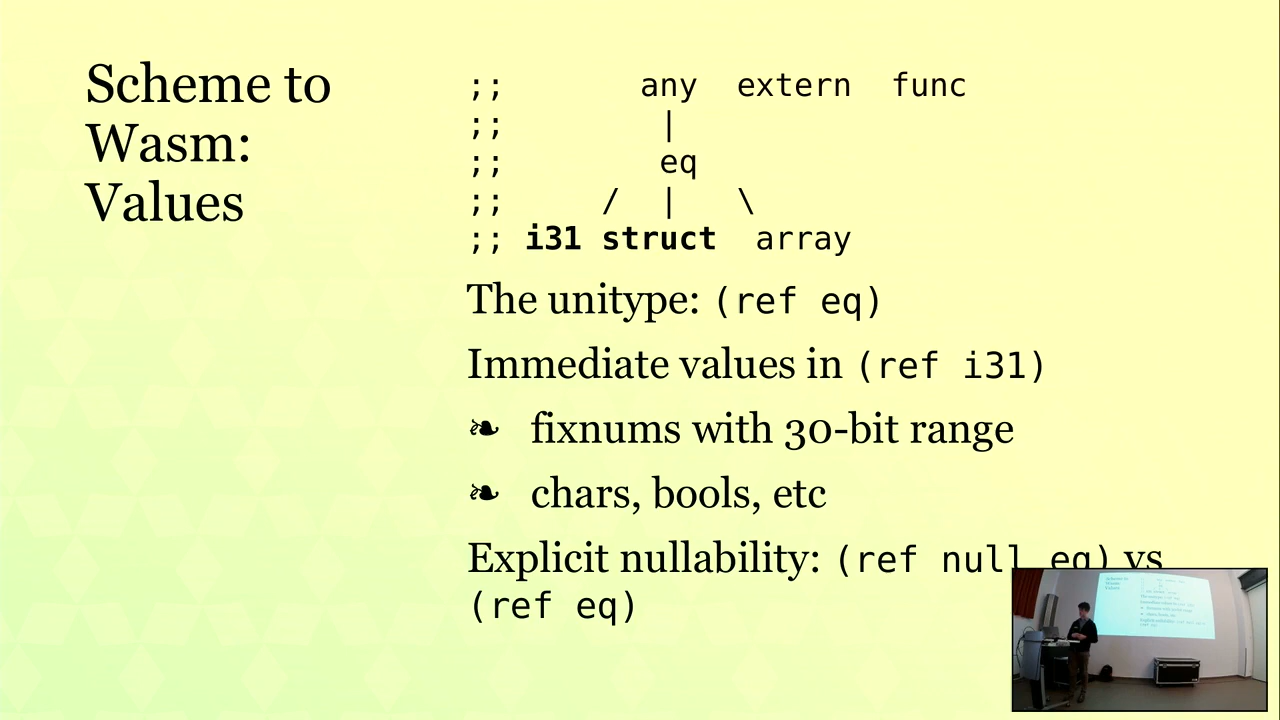 Scheme to
Wasm:
Values
;;       any  extern  func
;;        |
;;        eq
;;     /  |   \
;; i31 struct  array
The unitype: (ref eq)
Immediate values in (ref i31)
❧ fixnums with 30-bit range
❧ chars, bools, etc
Explicit nullability: (ref null eq) vs
(ref eq)